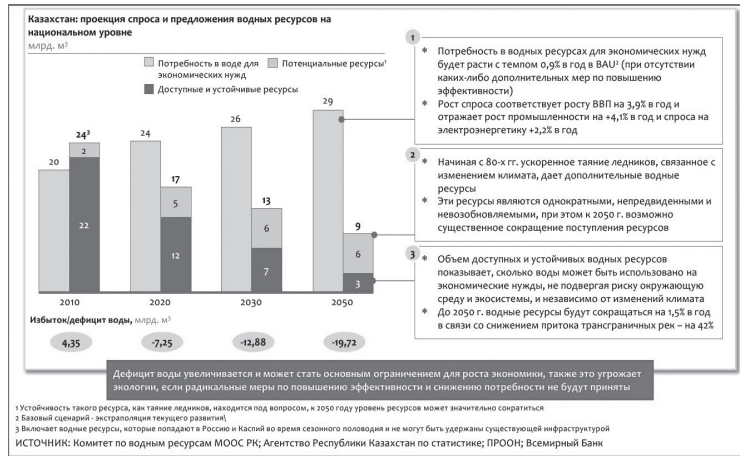 Казахстан: проекция спроса и предложения водных ресурсов на
национальном уровне
млрд. м³
Потребность в воде для
экономических нужд
Потенциальные ресурсы¹
Доступные и устойчивые ресурсы
20
24³
2
22
24
17
5
12
26
13
6
7
29
9
6
3
2010
2020
2030
2050
Избыток/дефицит воды, млрд. м³
4,35
-7,25
-12,88
-19,72
1
* Потребность в водных ресурсах для экономических нужд
будет расти с темпом 0,9% в год в BAU² (при отсутствии
каких-либо дополнительных мер по повышению
эффективности)
* Рост спроса соответствует росту ВВП на 3,9% в год и
отражает рост промышленности на +4,1% в год и спроса на
электроэнергетику +2,2% в год
2
* Начиная с 80-х гг. ускоренное таяние ледников, связанное с
изменением климата, дает дополнительные водные
ресурсы
* Эти ресурсы являются однократными, непредвиденными и
невозобновляемыми, при этом к 2050 г. возможно
существенное сокращение поступления ресурсов
3
* Объем доступных и устойчивых водных ресурсов
показывает, сколько воды может быть использовано на
экономические нужды, не подвергая риску окружающую
среду и экосистемы, и независимо от изменений климата
* До 2050 г. водные ресурсы будут сокращаться на 1,5% в год
в связи со снижением притока трансграничных рек – на 42%
Дефицит воды увеличивается и может стать основным ограничением для роста экономики, также это угрожает
экологии, если радикальные меры по повышению эффективности и снижению потребности не будут приняты
1 Устойчивость такого ресурса, как таяние ледников, находится под вопросом, к 2050 году уровень ресурсов может значительно сократиться
2 Базовый сценарий - экстраполяция текущего развития\
3 Включает водные ресурсы, которые попадают в Россию и Каспий во время сезонного половодия и не могут быть удержаны существующей инфраструктурой
ИСТОЧНИК: Комитет по водным ресурсам МООС РК; Агентство Республики Казахстан по статистике; ПРООН; Всемирный Банк